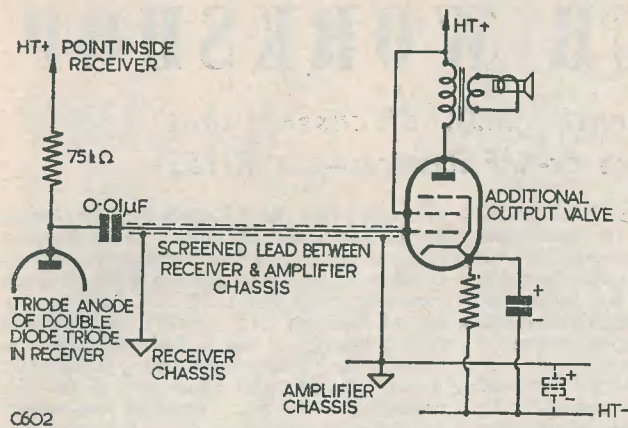 HT+ POINT INSIDE
RECEIVER
75kΩ
0·01μF
TRIODE ANODE
OF DOUBLE
DIODE TRIODE
IN RECEIVER
SCREENED LEAD BETWEEN
RECEIVER & AMPLIFIER
CHASSIS
RECEIVER
CHASSIS
HT+
ADDITIONAL
OUTPUT VALVE
+
−
AMPLIFIER
CHASSIS
+
−
HT−
C602